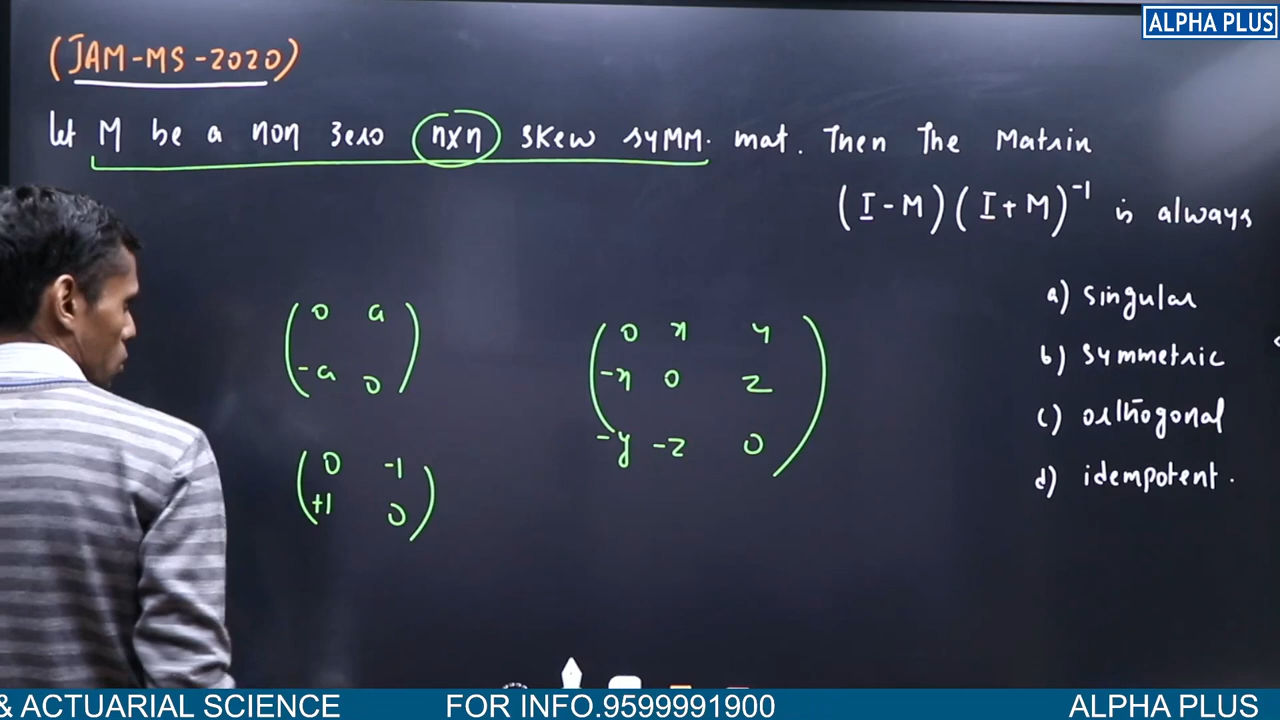 ALPHA PLUS
(JAM-MS-2020)
Let M be a non zero n×n skew symm. mat. Then The Matrix
(I-M)(I+M)⁻¹ is always
a) singular
b) symmetric
c) orthogonal
d) idempotent.
0 a
-a 0
0 x y
-x 0 z
-y -z 0
0 -1
+1 0
& ACTUARIAL SCIENCE FOR INFO.9599991900 ALPHA PLUS